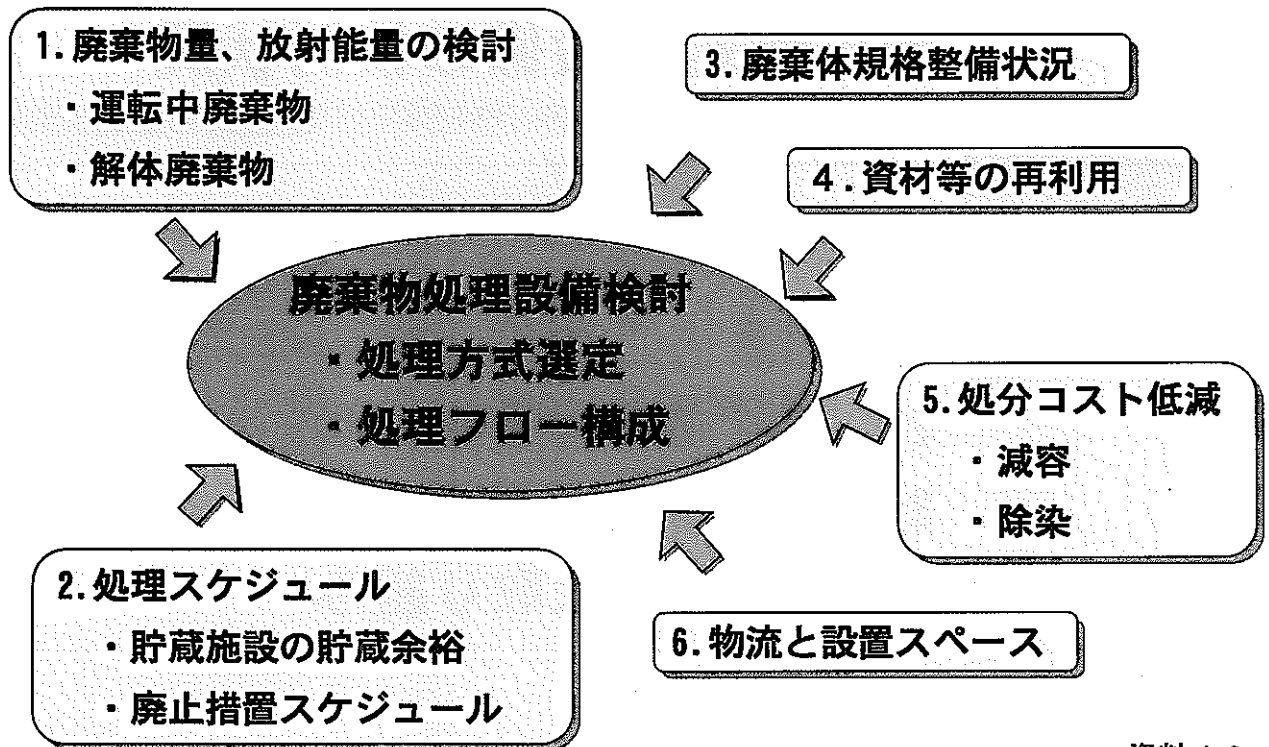 1. 廃棄物量、放射能量の検討
・運転中廃棄物
・解体廃棄物
3. 廃棄体規格整備状況
4. 資材等の再利用
廃棄物処理設備検討
・処理方式選定
・処理フロー構成
5. 処分コスト低減
・減容
・除染
2. 処理スケジュール
・貯蔵施設の貯蔵余裕
・廃止措置スケジュール
6. 物流と設置スペース